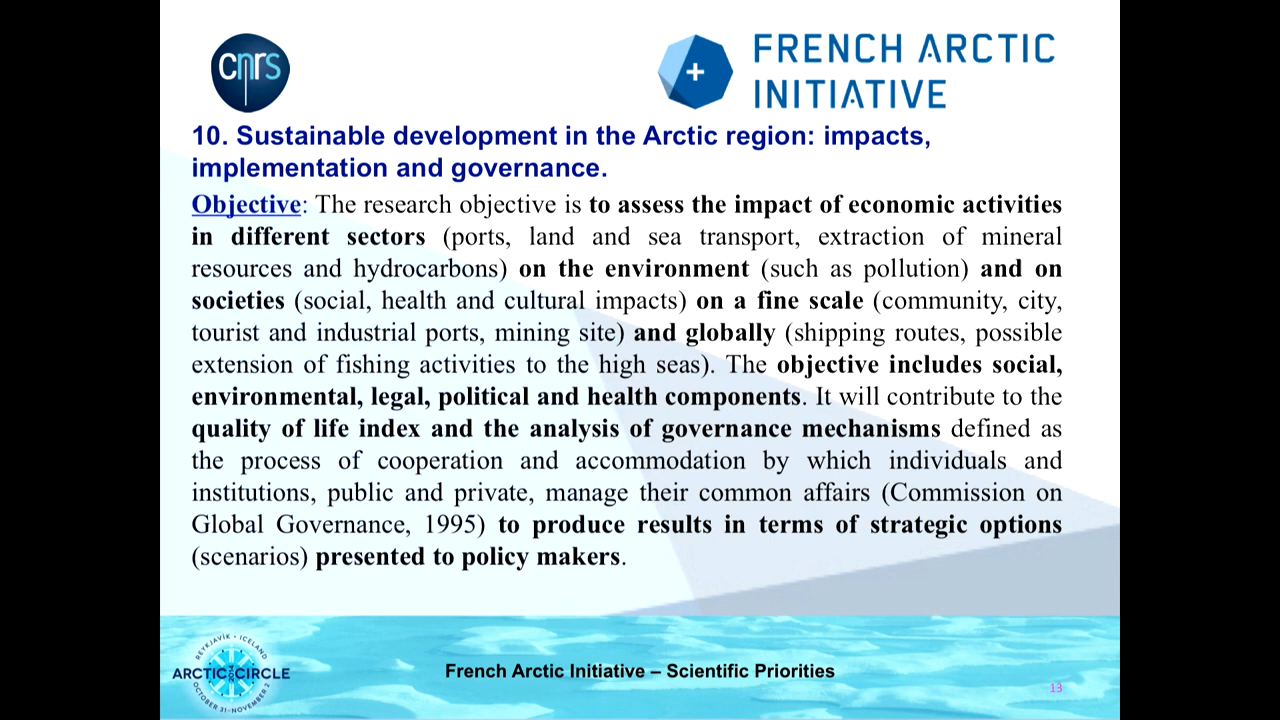 cnrs
FRENCH ARCTIC
INITIATIVE
10. Sustainable development in the Arctic region: impacts,
implementation and governance.
Objective: The research objective is to assess the impact of economic activities
in different sectors (ports, land and sea transport, extraction of mineral
resources and hydrocarbons) on the environment (such as pollution) and on
societies (social, health and cultural impacts) on a fine scale (community, city,
tourist and industrial ports, mining site) and globally (shipping routes, possible
extension of fishing activities to the high seas). The objective includes social,
environmental, legal, political and health components. It will contribute to the
quality of life index and the analysis of governance mechanisms defined as
the process of cooperation and accommodation by which individuals and
institutions, public and private, manage their common affairs (Commission on
Global Governance, 1995) to produce results in terms of strategic options
(scenarios) presented to policy makers.
REYKJAVÍK • ICELAND
ARCTIC CIRCLE
OCTOBER 31-NOVEMBER 2
French Arctic Initiative – Scientific Priorities
13